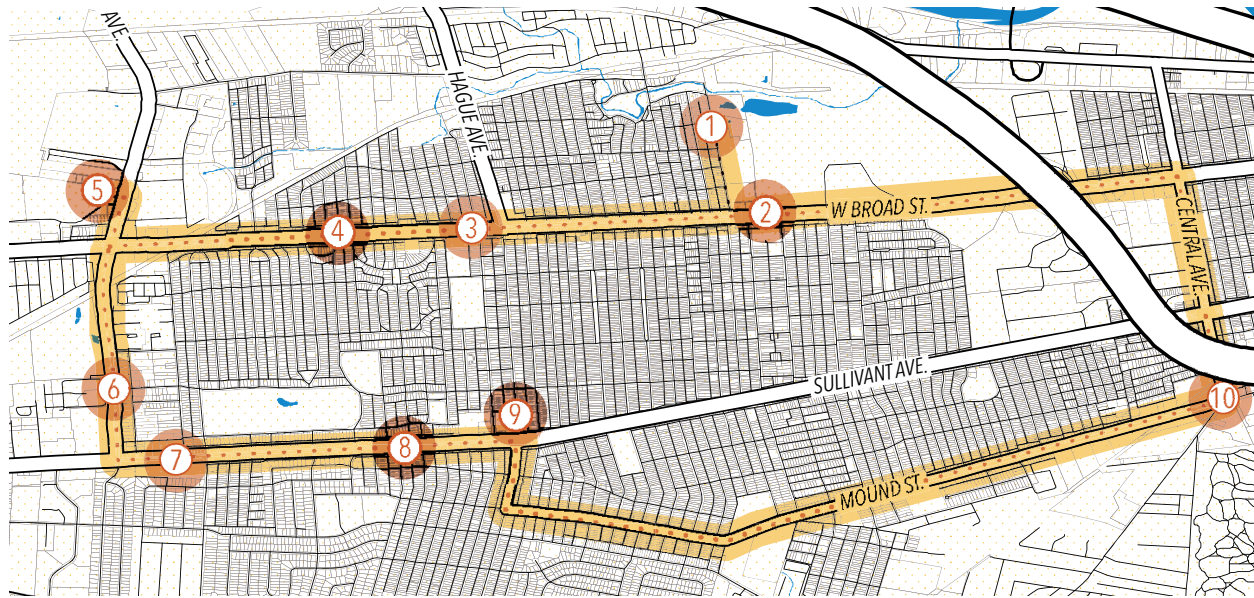 AVE.
HAGUE AVE.
1
5
2
W BROAD ST.
3
4
CENTRAL AVE.
6
SULLIVANT AVE.
10
9
8
7
MOUND ST.